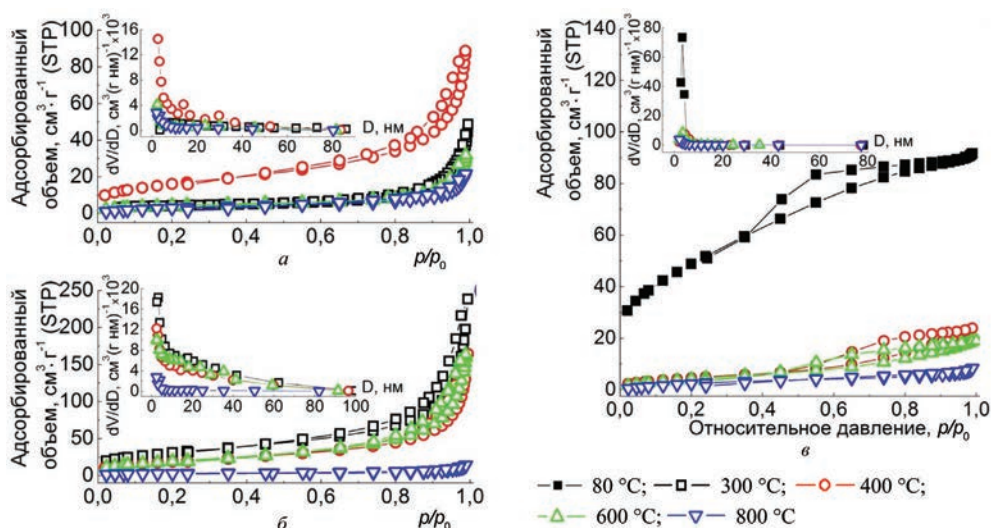 Адсорбированный
объем, см³· г⁻¹ (STP)
100
80
60
40
20
0
dV/dD, см³(г нм)⁻¹×10³
16
12
8
4
0
0 20 40 60 80
D, нм
0,0 0,2 0,4 0,6 0,8 1,0
а
p/p₀
Адсорбированный
объем, см³· г⁻¹ (STP)
250
200
150
100
50
0
dV/dD, см³(г нм)⁻¹×10³
20
16
12
8
4
0
0 20 40 60 80 100
D, нм
0,0 0,2 0,4 0,6 0,8 1,0
б
p/p₀
Адсорбированный
объем, см³· г⁻¹ (STP)
140
120
100
80
60
40
20
0
dV/dD, см³(г нм)⁻¹×10³
80
60
40
20
0
0 20 40 60 80
D, нм
0,0 0,2 0,4 0,6 0,8 1,0
Относительное давление, p/p₀
в
80 °C; 300 °C; 400 °C;
600 °C; 800 °C